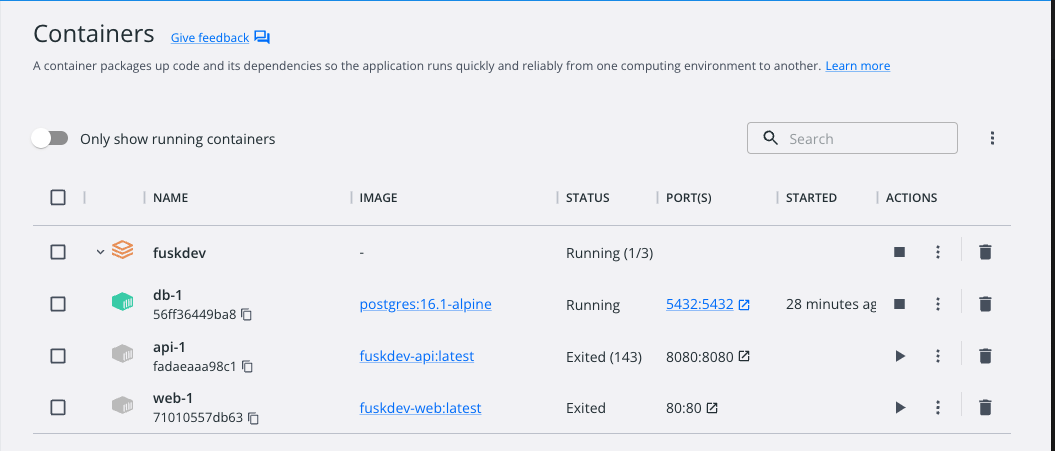 Containers Give feedback
A container packages up code and its dependencies so the application runs quickly and reliably from one computing environment to another. Learn more
Only show running containers Search
NAME IMAGE STATUS PORT(S) STARTED ACTIONS
fuskdev - Running (1/3)
db-1
56ff36449ba8 postgres:16.1-alpine Running 5432:5432 28 minutes ag
api-1
fadaeaaa98c1 fuskdev-api:latest Exited (143) 8080:8080
web-1
71010557db63 fuskdev-web:latest Exited 80:80